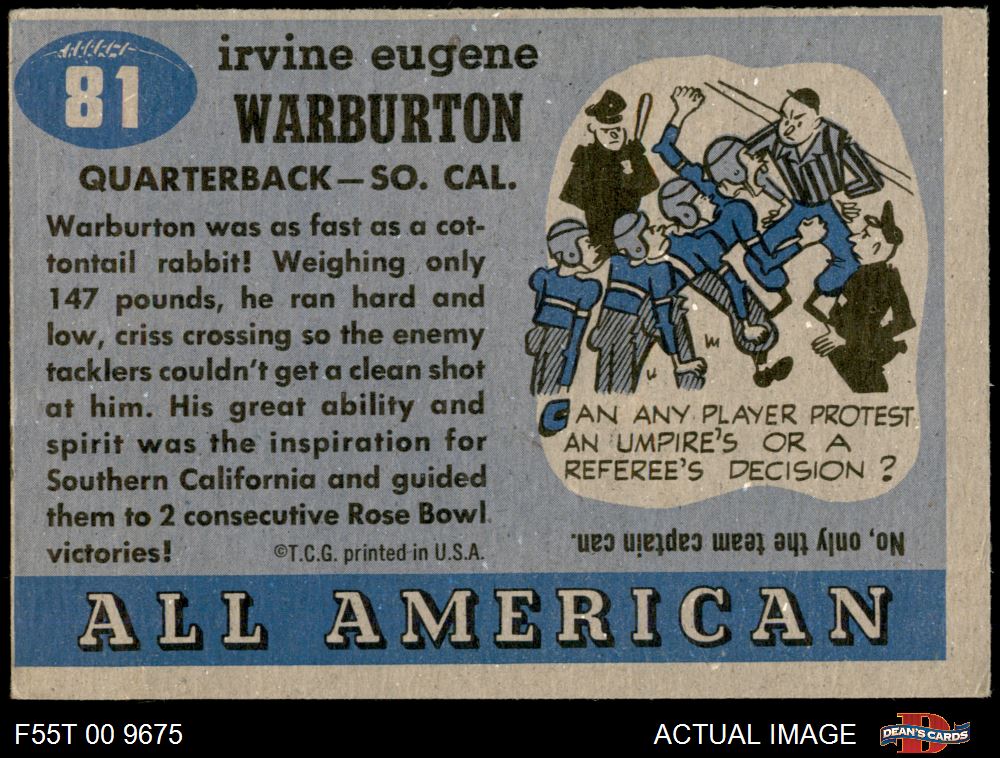 81
irvine eugene
WARBURTON
QUARTERBACK—SO. CAL.
Warburton was as fast as a cot-
tontail rabbit! Weighing only
147 pounds, he ran hard and
low, criss crossing so the enemy
tacklers couldn't get a clean shot
at him. His great ability and
spirit was the inspiration for
Southern California and guided
them to 2 consecutive Rose Bowl
victories!
©T.C.G. printed in U.S.A.
CAN ANY PLAYER PROTEST
AN UMPIRE'S OR A
REFEREE'S DECISION ?
No, only the team captain can.
ALL AMERICAN
F55T 00 9675
ACTUAL IMAGE
DEAN'S CARDS